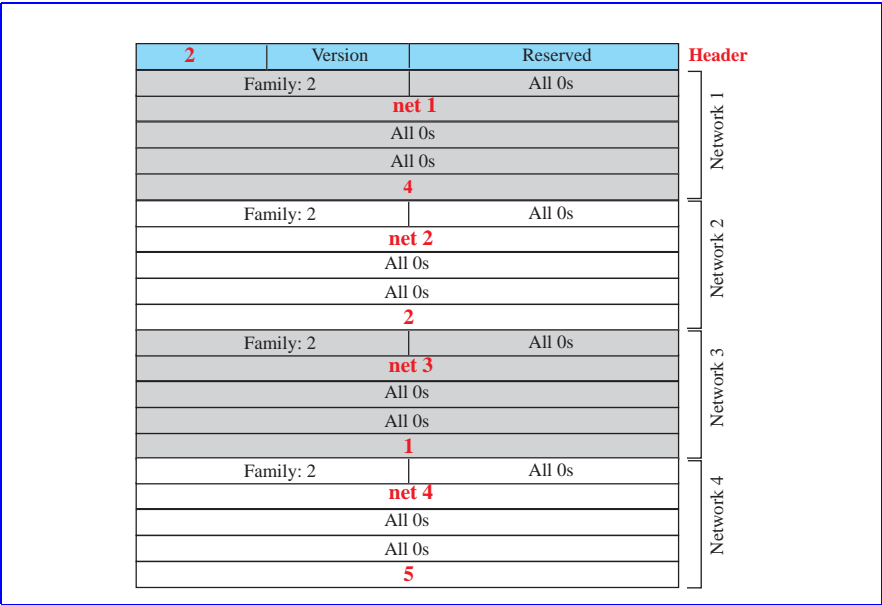 2 Version Reserved Header
Family: 2 All 0s
net 1
All 0s
All 0s
4
Network 1
Family: 2 All 0s
net 2
All 0s
All 0s
2
Network 2
Family: 2 All 0s
net 3
All 0s
All 0s
1
Network 3
Family: 2 All 0s
net 4
All 0s
All 0s
5
Network 4